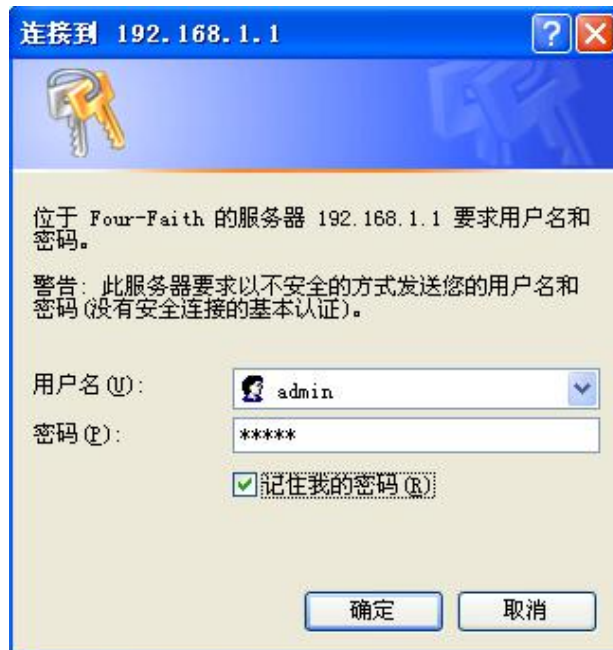 连接到 192.168.1.1
位于 Four-Faith 的服务器 192.168.1.1 要求用户名和
密码。
警告: 此服务器要求以不安全的方式发送您的用户名和
密码(没有安全连接的基本认证)。
用户名(U):
admin
密码(P):
*****
记住我的密码(R)
确定
取消